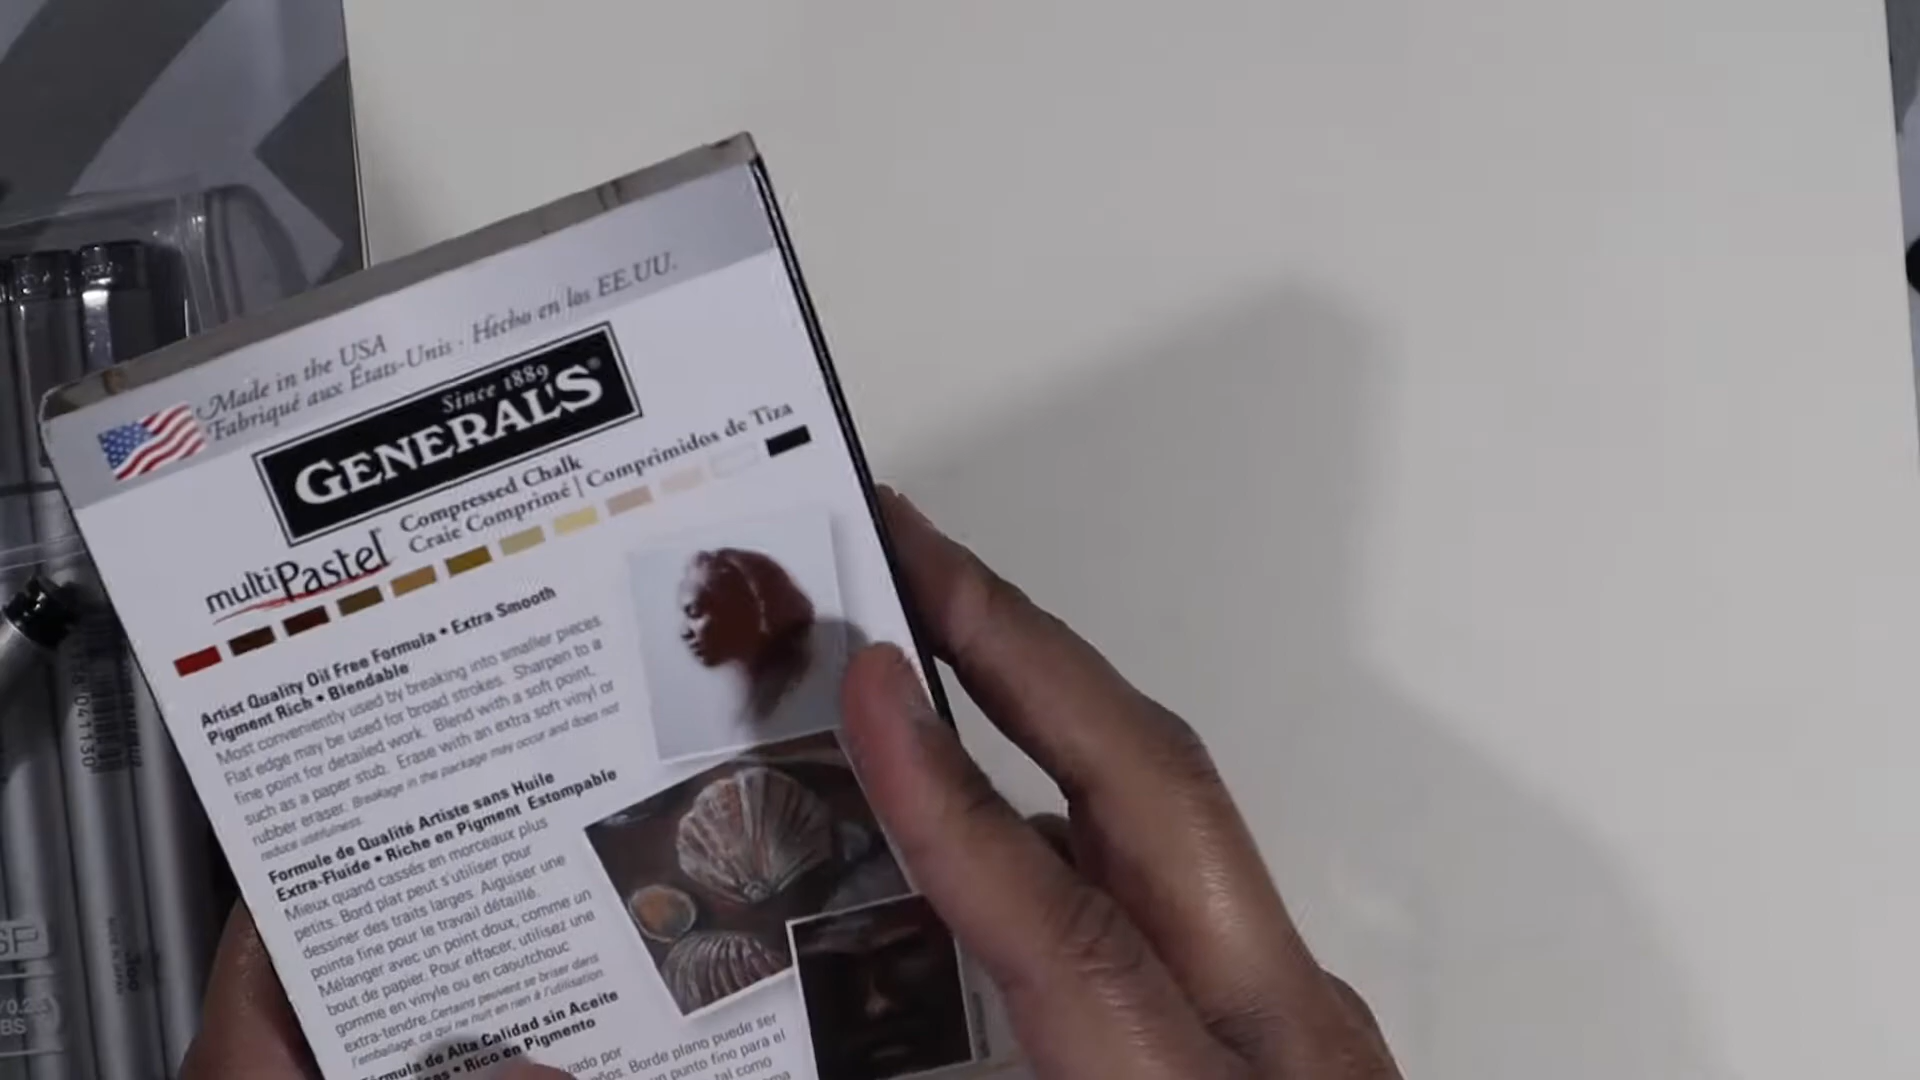 Made in the USA
Fabriqué aux États-Unis · Hecho en los EE.UU.
Since 1889
GENERAL'S®
multiPastel
Compressed Chalk
Craie Comprimé | Comprimidos de Tiza
Artist Quality Oil Free Formula • Extra Smooth
Pigment Rich • Blendable
Most conveniently used by breaking into smaller pieces.
Flat edge may be used for broad strokes. Sharpen to a
fine point for detailed work. Blend with a soft point,
such as a paper stub. Erase with an extra soft vinyl or
rubber eraser. Breakage in the package may occur and does not
reduce usefulness.
Formule de Qualité Artiste sans Huile
Extra-Fluide • Riche en Pigment Estompable
Mieux quand cassés en morceaux plus
petits. Bord plat peut s'utiliser pour
dessiner des traits larges. Aiguiser une
pointe fine pour le travail détaillé.
Mélanger avec un point doux, comme un
bout de papier. Pour effacer, utilisez une
gomme en vinyle ou en caoutchouc
extra-tendre. Certains peuvent se briser dans
l'emballage, ce qui ne nuit en rien à l'utilisation.
de Alta Calidad sin Aceite
• Rico en Pigmento
Borde plano puede ser
un punto fino para el
tal como